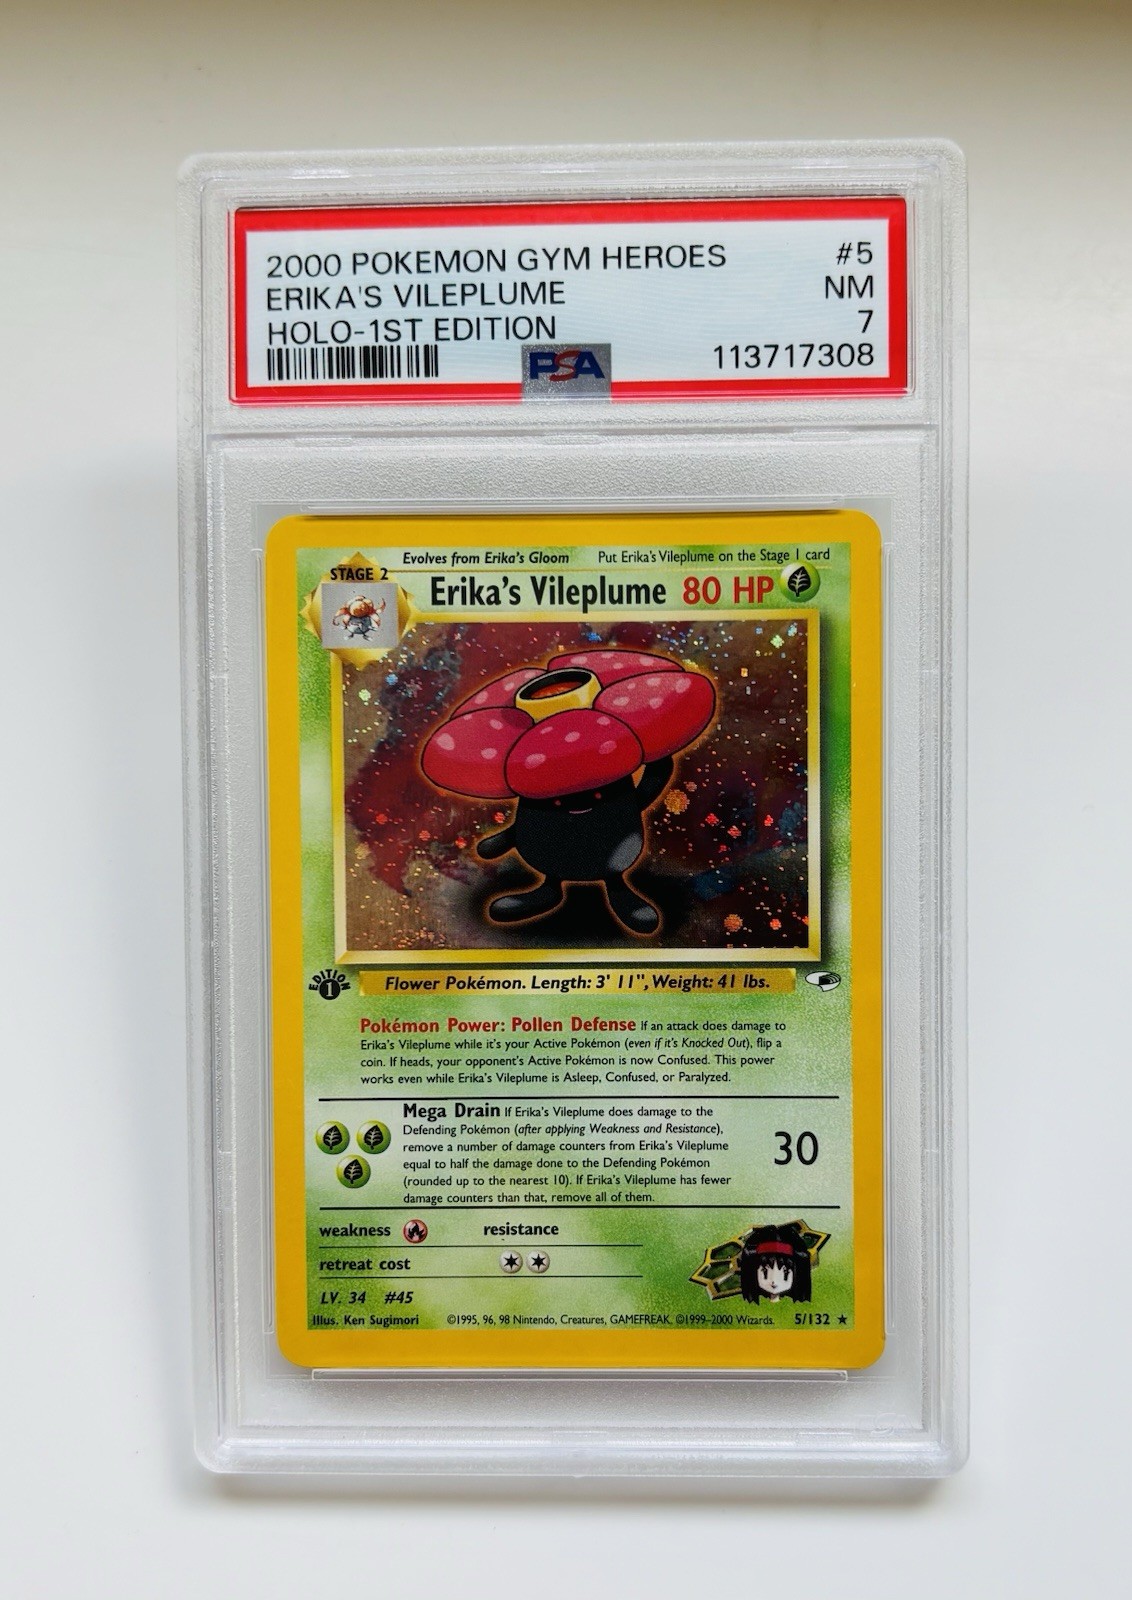 2000 POKEMON GYM HEROES #5
ERIKA'S VILEPLUME NM
HOLO-1ST EDITION 7
PSA 113717308
Evolves from Erika's Gloom Put Erika's Vileplume on the Stage 1 card
STAGE 2
Erika's Vileplume 80 HP
EDITION 1
Flower Pokémon. Length: 3' 11", Weight: 41 lbs.
Pokémon Power: Pollen Defense If an attack does damage to
Erika's Vileplume while it's your Active Pokémon (even if it's Knocked Out), flip a
coin. If heads, your opponent's Active Pokémon is now Confused. This power
works even while Erika's Vileplume is Asleep, Confused, or Paralyzed.
Mega Drain If Erika's Vileplume does damage to the
Defending Pokémon (after applying Weakness and Resistance),
remove a number of damage counters from Erika's Vileplume
equal to half the damage done to the Defending Pokémon
(rounded up to the nearest 10). If Erika's Vileplume has fewer
damage counters than that, remove all of them.
30
weakness resistance
retreat cost
LV. 34 #45
Illus. Ken Sugimori ©1995, 96, 98 Nintendo, Creatures, GAMEFREAK. ©1999-2000 Wizards. 5/132 ★